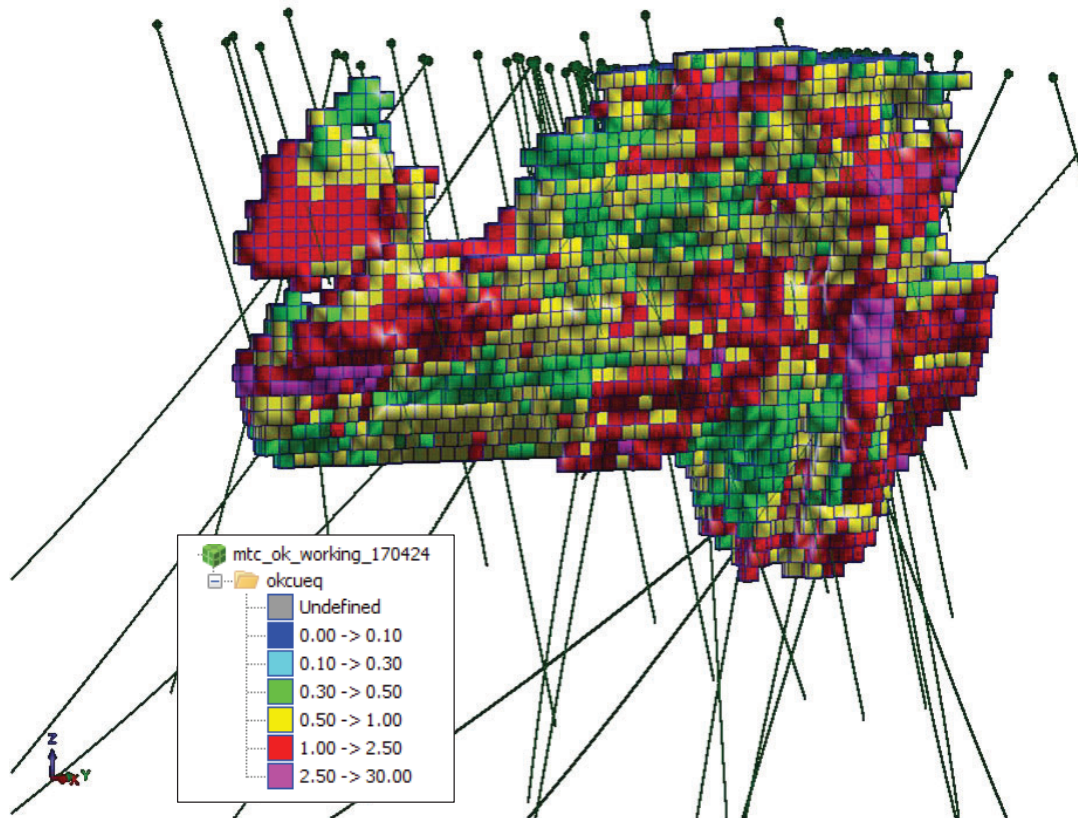 mtc_ok_working_170424
okcueq
Undefined
0.00 -> 0.10
0.10 -> 0.30
0.30 -> 0.50
0.50 -> 1.00
1.00 -> 2.50
2.50 -> 30.00
Z
X Y